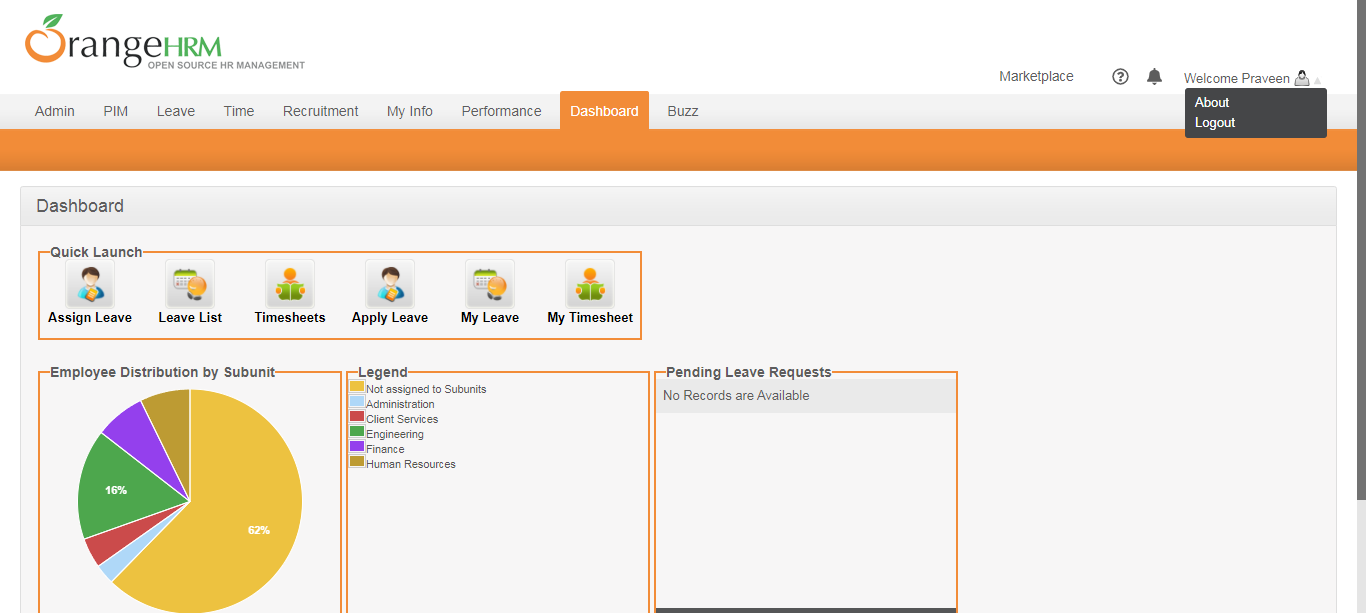 OrangeHRM
OPEN SOURCE HR MANAGEMENT
Marketplace ? Welcome Praveen
About
Logout
Admin PIM Leave Time Recruitment My Info Performance Dashboard Buzz
Dashboard
Quick Launch
Assign Leave Leave List Timesheets Apply Leave My Leave My Timesheet
Employee Distribution by Subunit
16%
62%
Legend
Not assigned to Subunits
Administration
Client Services
Engineering
Finance
Human Resources
Pending Leave Requests
No Records are Available